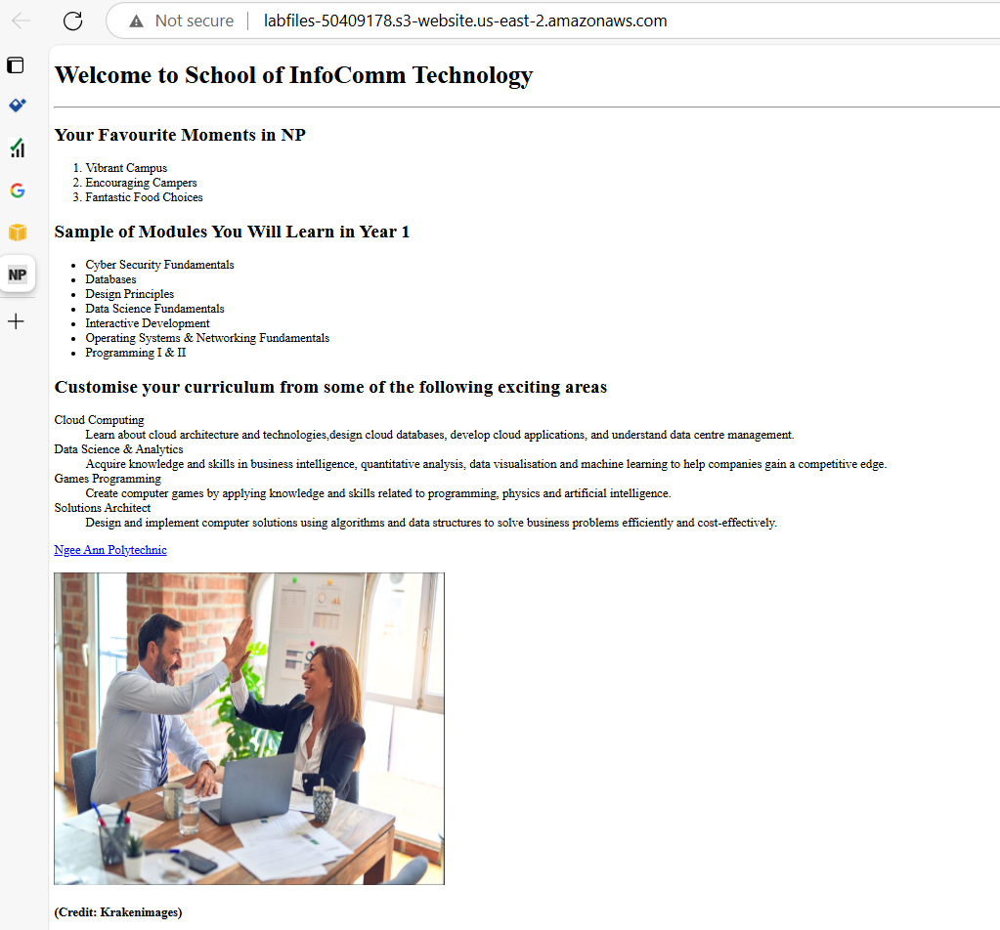 Not secure
labfiles-50409178.s3-website.us-east-2.amazonaws.com
NP
Welcome to School of InfoComm Technology
Your Favourite Moments in NP
1. Vibrant Campus
2. Encouraging Campers
3. Fantastic Food Choices
Sample of Modules You Will Learn in Year 1
• Cyber Security Fundamentals
• Databases
• Design Principles
• Data Science Fundamentals
• Interactive Development
• Operating Systems & Networking Fundamentals
• Programming I & II
Customise your curriculum from some of the following exciting areas
Cloud Computing
Learn about cloud architecture and technologies,design cloud databases, develop cloud applications, and understand data centre management.
Data Science & Analytics
Acquire knowledge and skills in business intelligence, quantitative analysis, data visualisation and machine learning to help companies gain a competitive edge.
Games Programming
Create computer games by applying knowledge and skills related to programming, physics and artificial intelligence.
Solutions Architect
Design and implement computer solutions using algorithms and data structures to solve business problems efficiently and cost-effectively.
Ngee Ann Polytechnic
(Credit: Krakenimages)